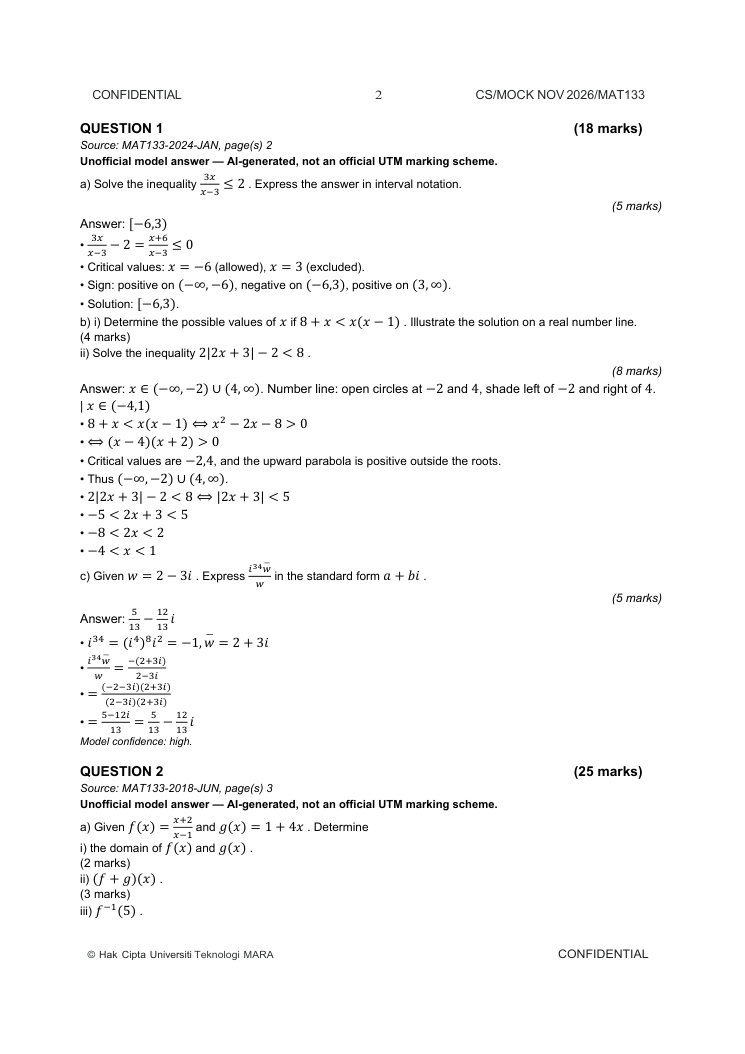 CONFIDENTIAL 2 CS/MOCK NOV 2026/MAT133
QUESTION 1 (18 marks)
Source: MAT133-2024-JAN, page(s) 2
Unofficial model answer — AI-generated, not an official UTM marking scheme.
a) Solve the inequality \frac{3x}{x−3} ≤ 2 . Express the answer in interval notation.
(5 marks)
Answer: [−6,3)
• \frac{3x}{x−3} − 2 = \frac{x+6}{x−3} ≤ 0
• Critical values: x = −6 (allowed), x = 3 (excluded).
• Sign: positive on (−∞, −6), negative on (−6,3), positive on (3, ∞).
• Solution: [−6,3).
b) i) Determine the possible values of x if 8 + x < x(x − 1) . Illustrate the solution on a real number line.
(4 marks)
ii) Solve the inequality 2|2x + 3| − 2 < 8 .
(8 marks)
Answer: x ∈ (−∞, −2) ∪ (4, ∞). Number line: open circles at −2 and 4, shade left of −2 and right of 4.
| x ∈ (−4,1)
• 8 + x < x(x − 1) ⟺ x² − 2x − 8 > 0
• ⟺ (x − 4)(x + 2) > 0
• Critical values are −2,4, and the upward parabola is positive outside the roots.
• Thus (−∞, −2) ∪ (4, ∞).
• 2|2x + 3| − 2 < 8 ⟺ |2x + 3| < 5
• −5 < 2x + 3 < 5
• −8 < 2x < 2
• −4 < x < 1
c) Given w = 2 − 3i . Express \frac{i³⁴w̄}{w} in the standard form a + bi .
(5 marks)
Answer: \frac{5}{13} − \frac{12}{13}i
• i³⁴ = (i⁴)⁸i² = −1, w̄ = 2 + 3i
• \frac{i³⁴w̄}{w} = \frac{−(2+3i)}{2−3i}
• = \frac{(−2−3i)(2+3i)}{(2−3i)(2+3i)}
• = \frac{5−12i}{13} = \frac{5}{13} − \frac{12}{13}i
Model confidence: high.
QUESTION 2 (25 marks)
Source: MAT133-2018-JUN, page(s) 3
Unofficial model answer — AI-generated, not an official UTM marking scheme.
a) Given f(x) = \frac{x+2}{x−1} and g(x) = 1 + 4x . Determine
i) the domain of f(x) and g(x) .
(2 marks)
ii) (f + g)(x) .
(3 marks)
iii) f⁻¹(5) .
© Hak Cipta Universiti Teknologi MARA CONFIDENTIAL